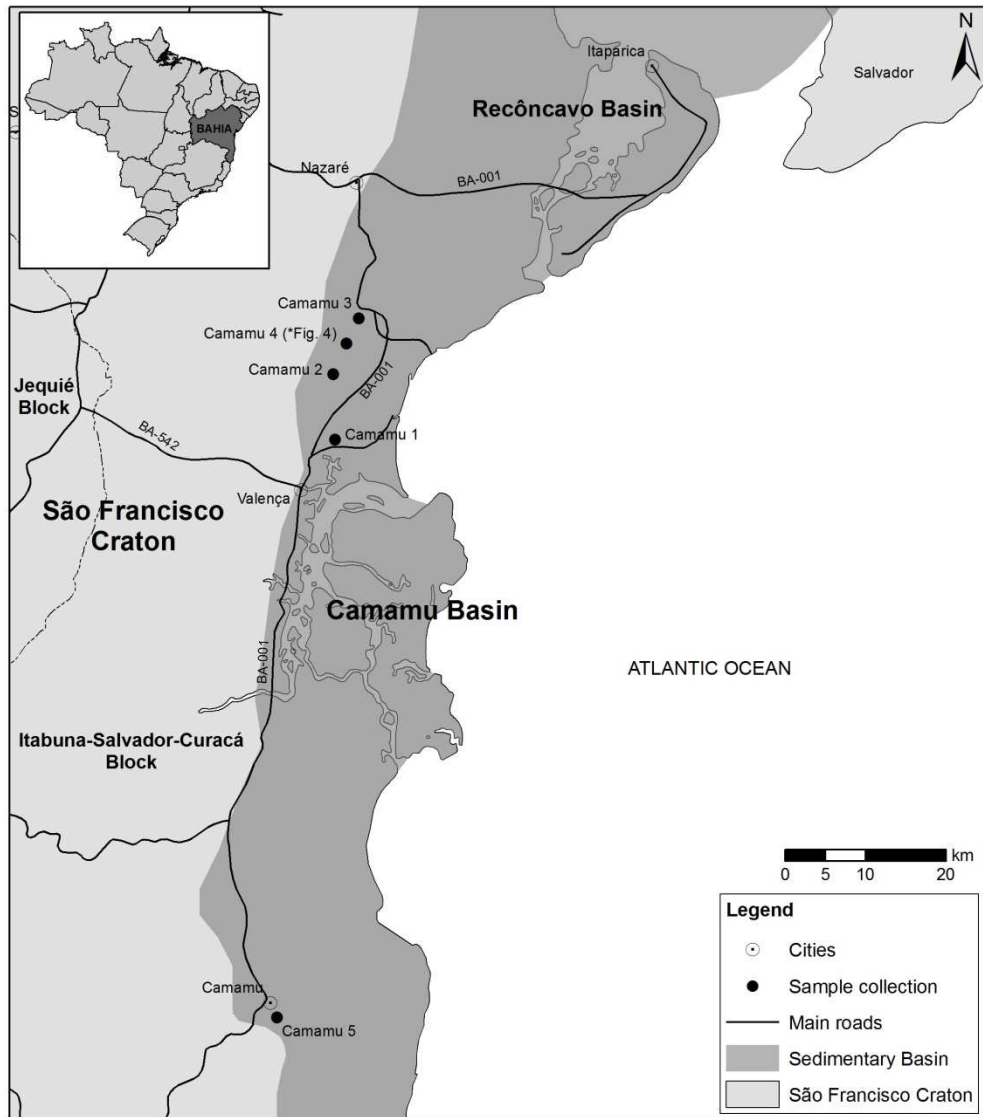 BAHIA
S
N
Itaparica
Salvador
Recôncavo Basin
Nazaré
BA-001
Camamu 3
Camamu 4 (*Fig. 4)
Camamu 2
BA-001
Jequié
Block
BA-542
Camamu 1
Valença
São Francisco
Craton
Camamu Basin
BA-001
ATLANTIC OCEAN
Itabuna-Salvador-Curacá
Block
km
0 5 10 20
Legend
Cities
Sample collection
Main roads
Sedimentary Basin
São Francisco Craton
Camamu
Camamu 5